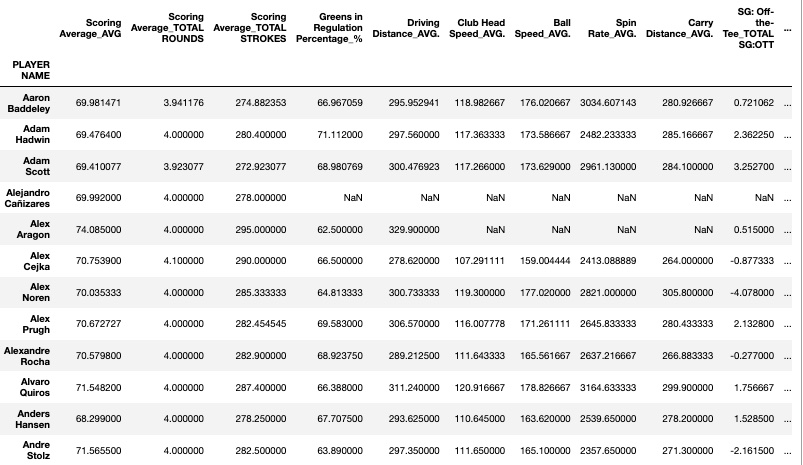 Scoring Average_AVG Scoring Average_TOTAL ROUNDS Scoring Average_TOTAL STROKES Greens in Regulation Percentage_% Driving Distance_AVG. Club Head Speed_AVG. Ball Speed_AVG. Spin Rate_AVG. Carry Distance_AVG. SG: Off-the-Tee_TOTAL SG:OTT ...
PLAYER NAME
Aaron Baddeley 69.981471 3.941176 274.882353 66.967059 295.952941 118.982667 176.020667 3034.607143 280.926667 0.721062 ...
Adam Hadwin 69.476400 4.000000 280.400000 71.112000 297.560000 117.363333 173.586667 2482.233333 285.166667 2.362250 ...
Adam Scott 69.410077 3.923077 272.923077 68.980769 300.476923 117.266000 173.629000 2961.130000 284.100000 3.252700 ...
Alejandro Cañizares 69.992000 4.000000 278.000000 NaN NaN NaN NaN NaN NaN NaN ...
Alex Aragon 74.085000 4.000000 295.000000 62.500000 329.900000 NaN NaN NaN NaN 0.515000 ...
Alex Cejka 70.753900 4.100000 290.000000 66.500000 278.620000 107.291111 159.004444 2413.088889 264.000000 -0.877333 ...
Alex Noren 70.035333 4.000000 285.333333 64.813333 300.733333 119.300000 177.020000 2821.000000 305.800000 -4.078000 ...
Alex Prugh 70.672727 4.000000 282.454545 69.583000 306.570000 116.007778 171.261111 2645.833333 280.433333 2.132800 ...
Alexandre Rocha 70.579800 4.000000 282.900000 68.923750 289.212500 111.643333 165.561667 2637.216667 266.883333 -0.277000 ...
Alvaro Quiros 71.548200 4.000000 287.400000 66.388000 311.240000 120.916667 178.826667 3164.633333 299.900000 1.756667 ...
Anders Hansen 68.299000 4.000000 278.250000 67.707500 293.625000 110.645000 163.620000 2539.650000 278.200000 1.528500 ...
Andre Stolz 71.565500 4.000000 282.500000 63.890000 297.350000 111.650000 165.100000 2357.650000 271.300000 -2.161500 ...